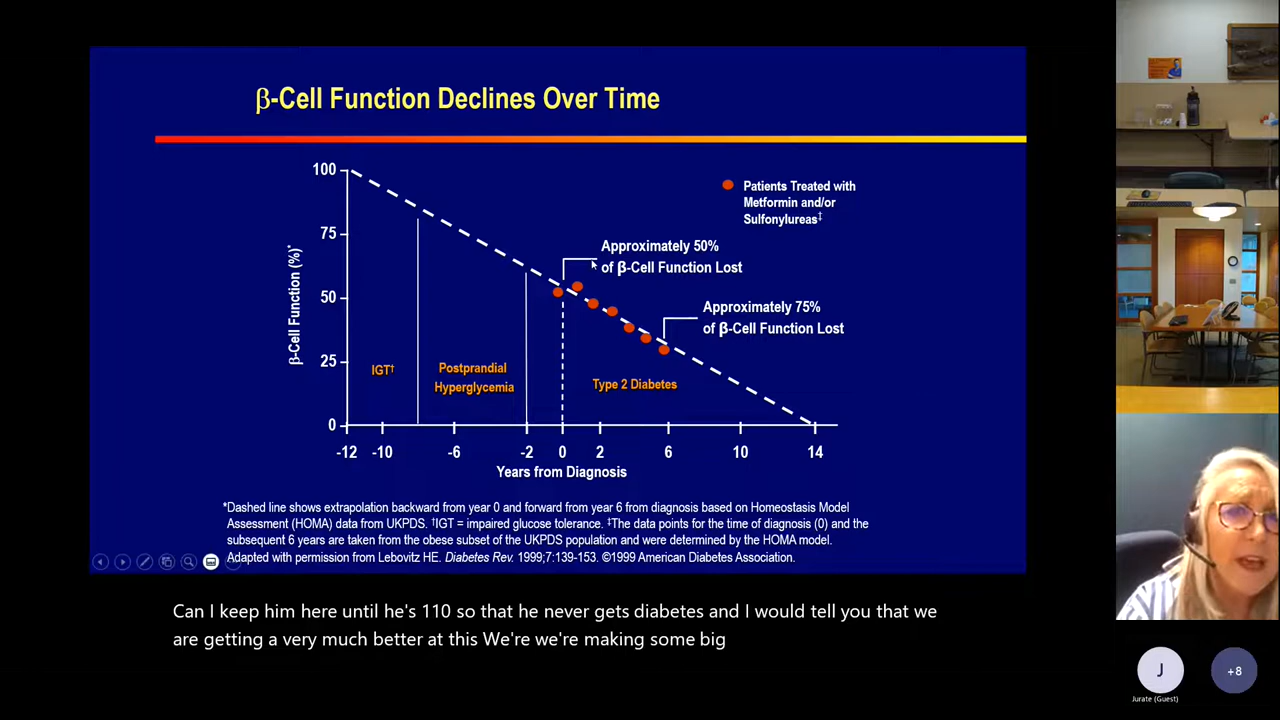 β-Cell Function Declines Over Time
100
75
50
25
0
β-Cell Function (%)*
Patients Treated with
Metformin and/or
Sulfonylureas‡
Approximately 50%
of β-Cell Function Lost
Approximately 75%
of β-Cell Function Lost
IGT†
Postprandial
Hyperglycemia
Type 2 Diabetes
-12 -10 -6 -2 0 2 6 10 14
Years from Diagnosis
*Dashed line shows extrapolation backward from year 0 and forward from year 6 from diagnosis based on Homeostasis Model
Assessment (HOMA) data from UKPDS. †IGT = impaired glucose tolerance. ‡The data points for the time of diagnosis (0) and the
subsequent 6 years are taken from the obese subset of the UKPDS population and were determined by the HOMA model.
Adapted with permission from Lebovitz HE. Diabetes Rev. 1999;7:139-153. ©1999 American Diabetes Association.
Can I keep him here until he's 110 so that he never gets diabetes and I would tell you that we
are getting a very much better at this We're we're making some big
J
+8
Jurate (Guest)